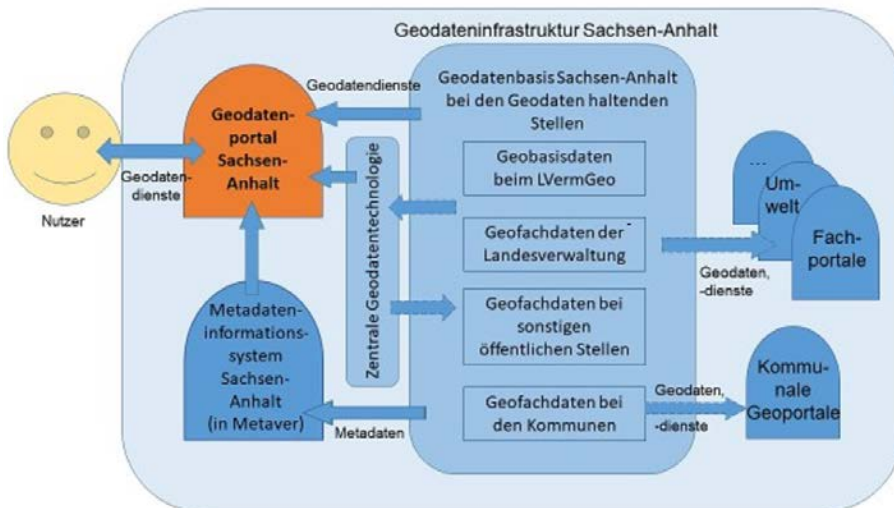 Geodateninfrastruktur Sachsen-Anhalt
Geodatendienste
Geodatenbasis Sachsen-Anhalt
bei den Geodaten haltenden
Stellen
Geodaten-
portal
Sachsen-
Anhalt
Geodaten-
dienste
Nutzer
Zentrale Geodatentechnologie
Geobasisdaten
beim LVermGeo
Geofachdaten der
Landesverwaltung
Geofachdaten bei
sonstigen
öffentlichen Stellen
Geofachdaten bei
den Kommunen
Metadaten-
informations-
system
Sachsen-
Anhalt
(in Metaver)
Metadaten
...
Um-
welt
Fach-
portale
Geodaten,
-dienste
Geodaten,
-dienste
Kommu-
nale
Geoportale